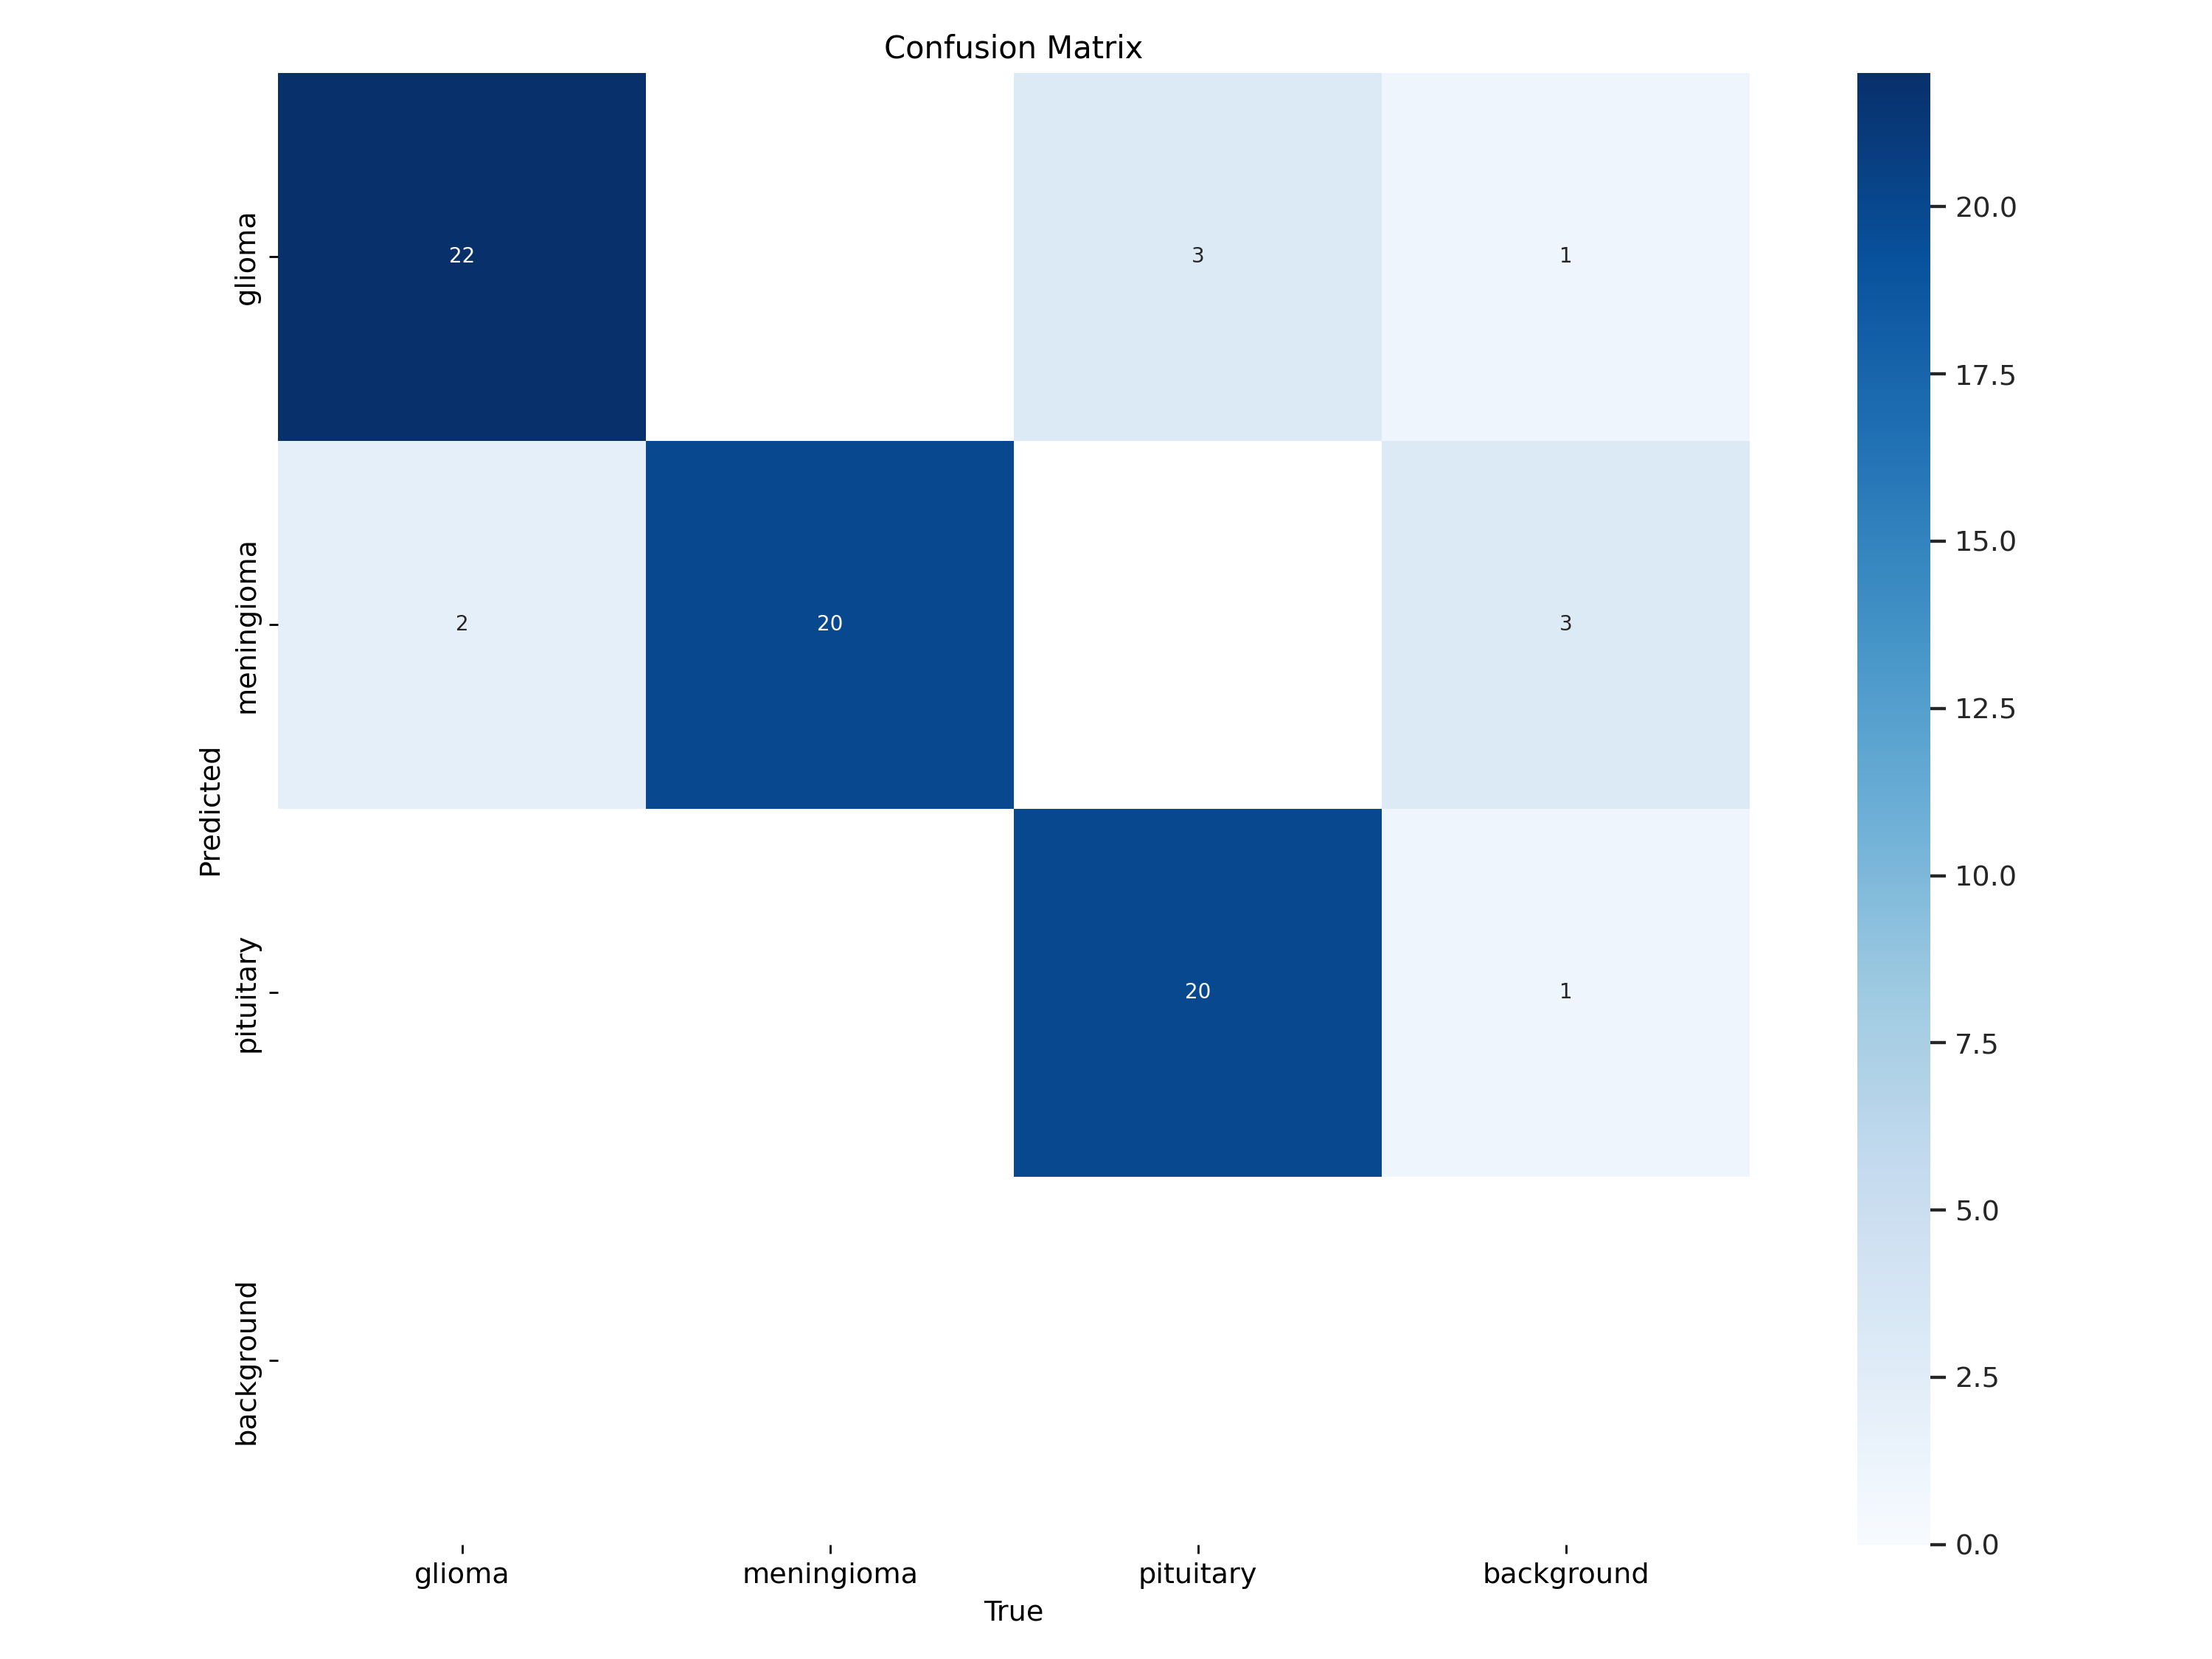 Confusion Matrix
glioma
22
3
1
meningioma
2
20
3
pituitary
20
1
background
Predicted
glioma
meningioma
pituitary
background
True
20.0
17.5
15.0
12.5
10.0
7.5
5.0
2.5
0.0